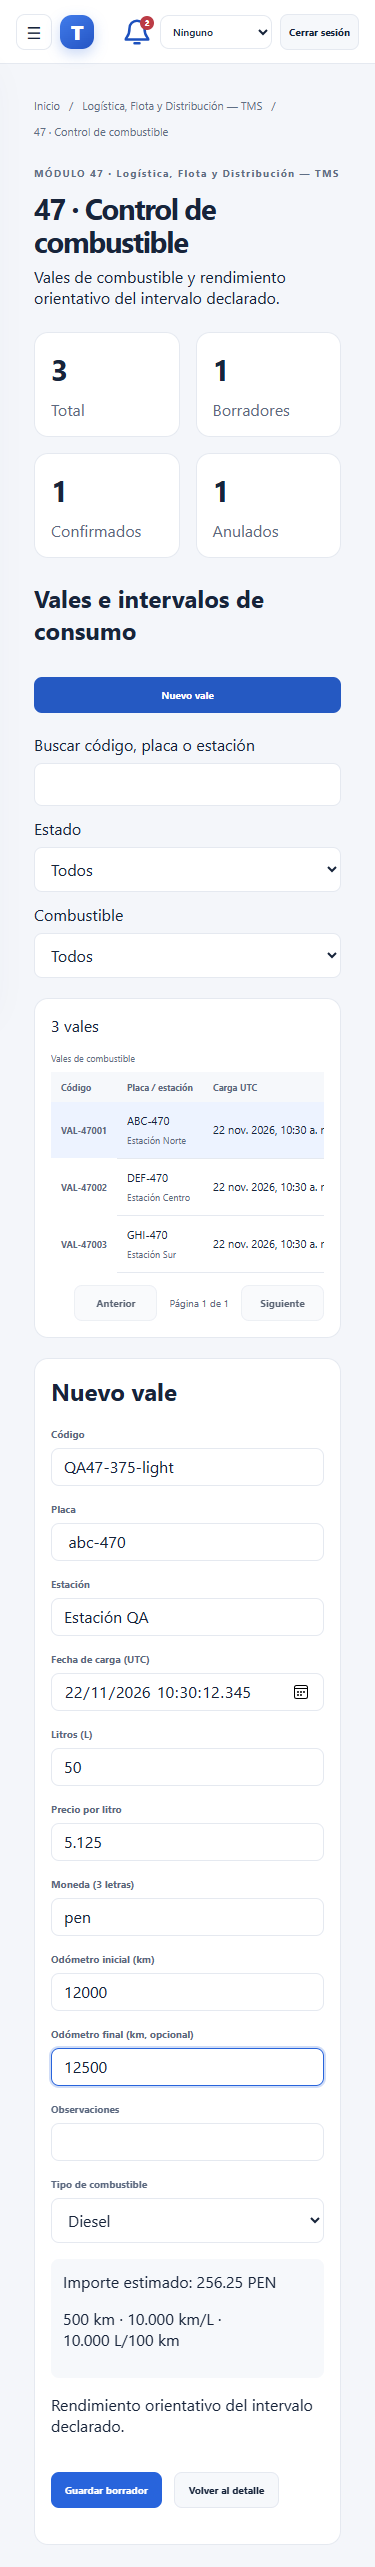 ☰ T 2 Ninguno Cerrar sesión
Inicio / Logística, Flota y Distribución — TMS /
47 · Control de combustible
MÓDULO 47 · Logística, Flota y Distribución — TMS
47 · Control de
combustible
Vales de combustible y rendimiento
orientativo del intervalo declarado.
3
Total
1
Borradores
1
Confirmados
1
Anulados
Vales e intervalos de
consumo
Nuevo vale
Buscar código, placa o estación
Estado
Todos
Combustible
Todos
3 vales
Vales de combustible
Código Placa / estación Carga UTC
VAL-47001 ABC-470 22 nov. 2026, 10:30 a. r
Estación Norte
VAL-47002 DEF-470 22 nov. 2026, 10:30 a. r
Estación Centro
VAL-47003 GHI-470 22 nov. 2026, 10:30 a. r
Estación Sur
Anterior Página 1 de 1 Siguiente
Nuevo vale
Código
QA47-375-light
Placa
abc-470
Estación
Estación QA
Fecha de carga (UTC)
22/11/2026 10:30:12.345
Litros (L)
50
Precio por litro
5.125
Moneda (3 letras)
pen
Odómetro inicial (km)
12000
Odómetro final (km, opcional)
12500
Observaciones
Tipo de combustible
Diesel
Importe estimado: 256.25 PEN
500 km · 10.000 km/L ·
10.000 L/100 km
Rendimiento orientativo del intervalo
declarado.
Guardar borrador Volver al detalle